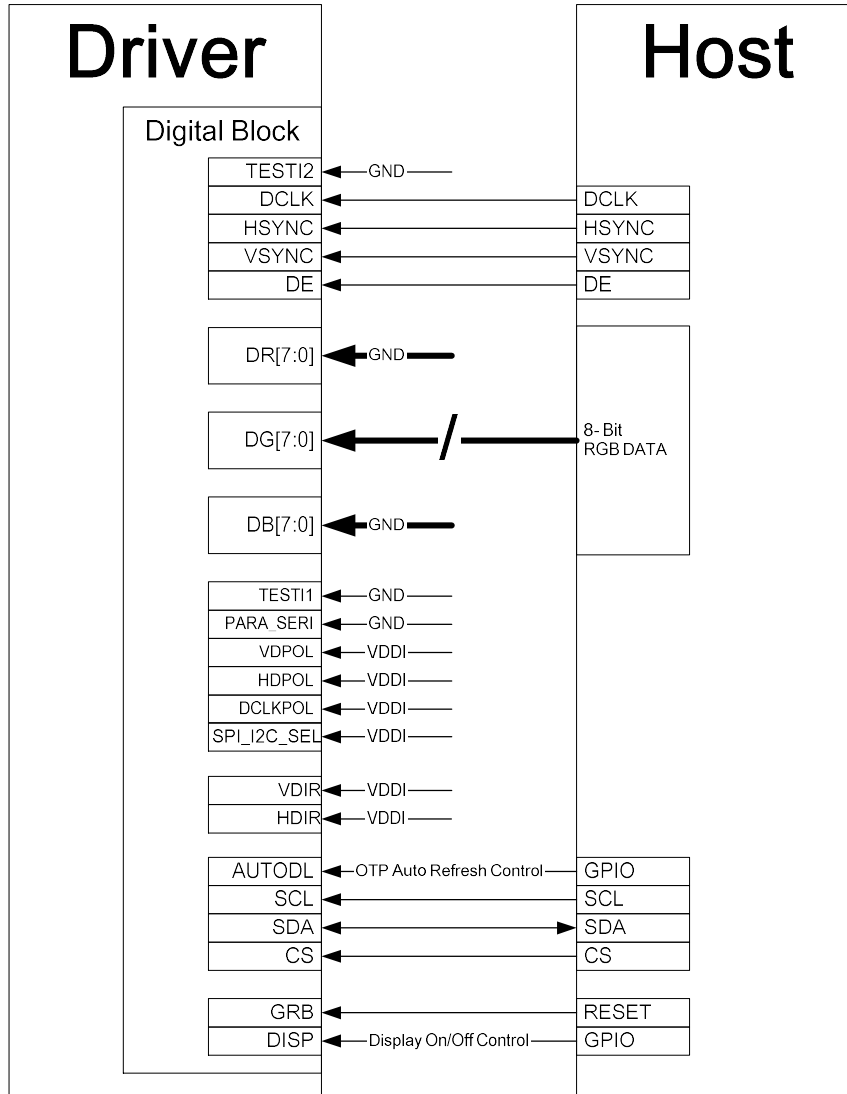 Driver
Host
Digital Block
TESTI2 GND
DCLK DCLK
HSYNC HSYNC
VSYNC VSYNC
DE DE
DR[7:0] GND
DG[7:0] 8-Bit
RGB DATA
DB[7:0] GND
TESTI1 GND
PARA_SERI GND
VDPOL VDDI
HDPOL VDDI
DCLKPOL VDDI
SPI_I2C_SEL VDDI
VDIR VDDI
HDIR VDDI
AUTODL OTP Auto Refresh Control GPIO
SCL SCL
SDA SDA
CS CS
GRB RESET
DISP Display On/Off Control GPIO